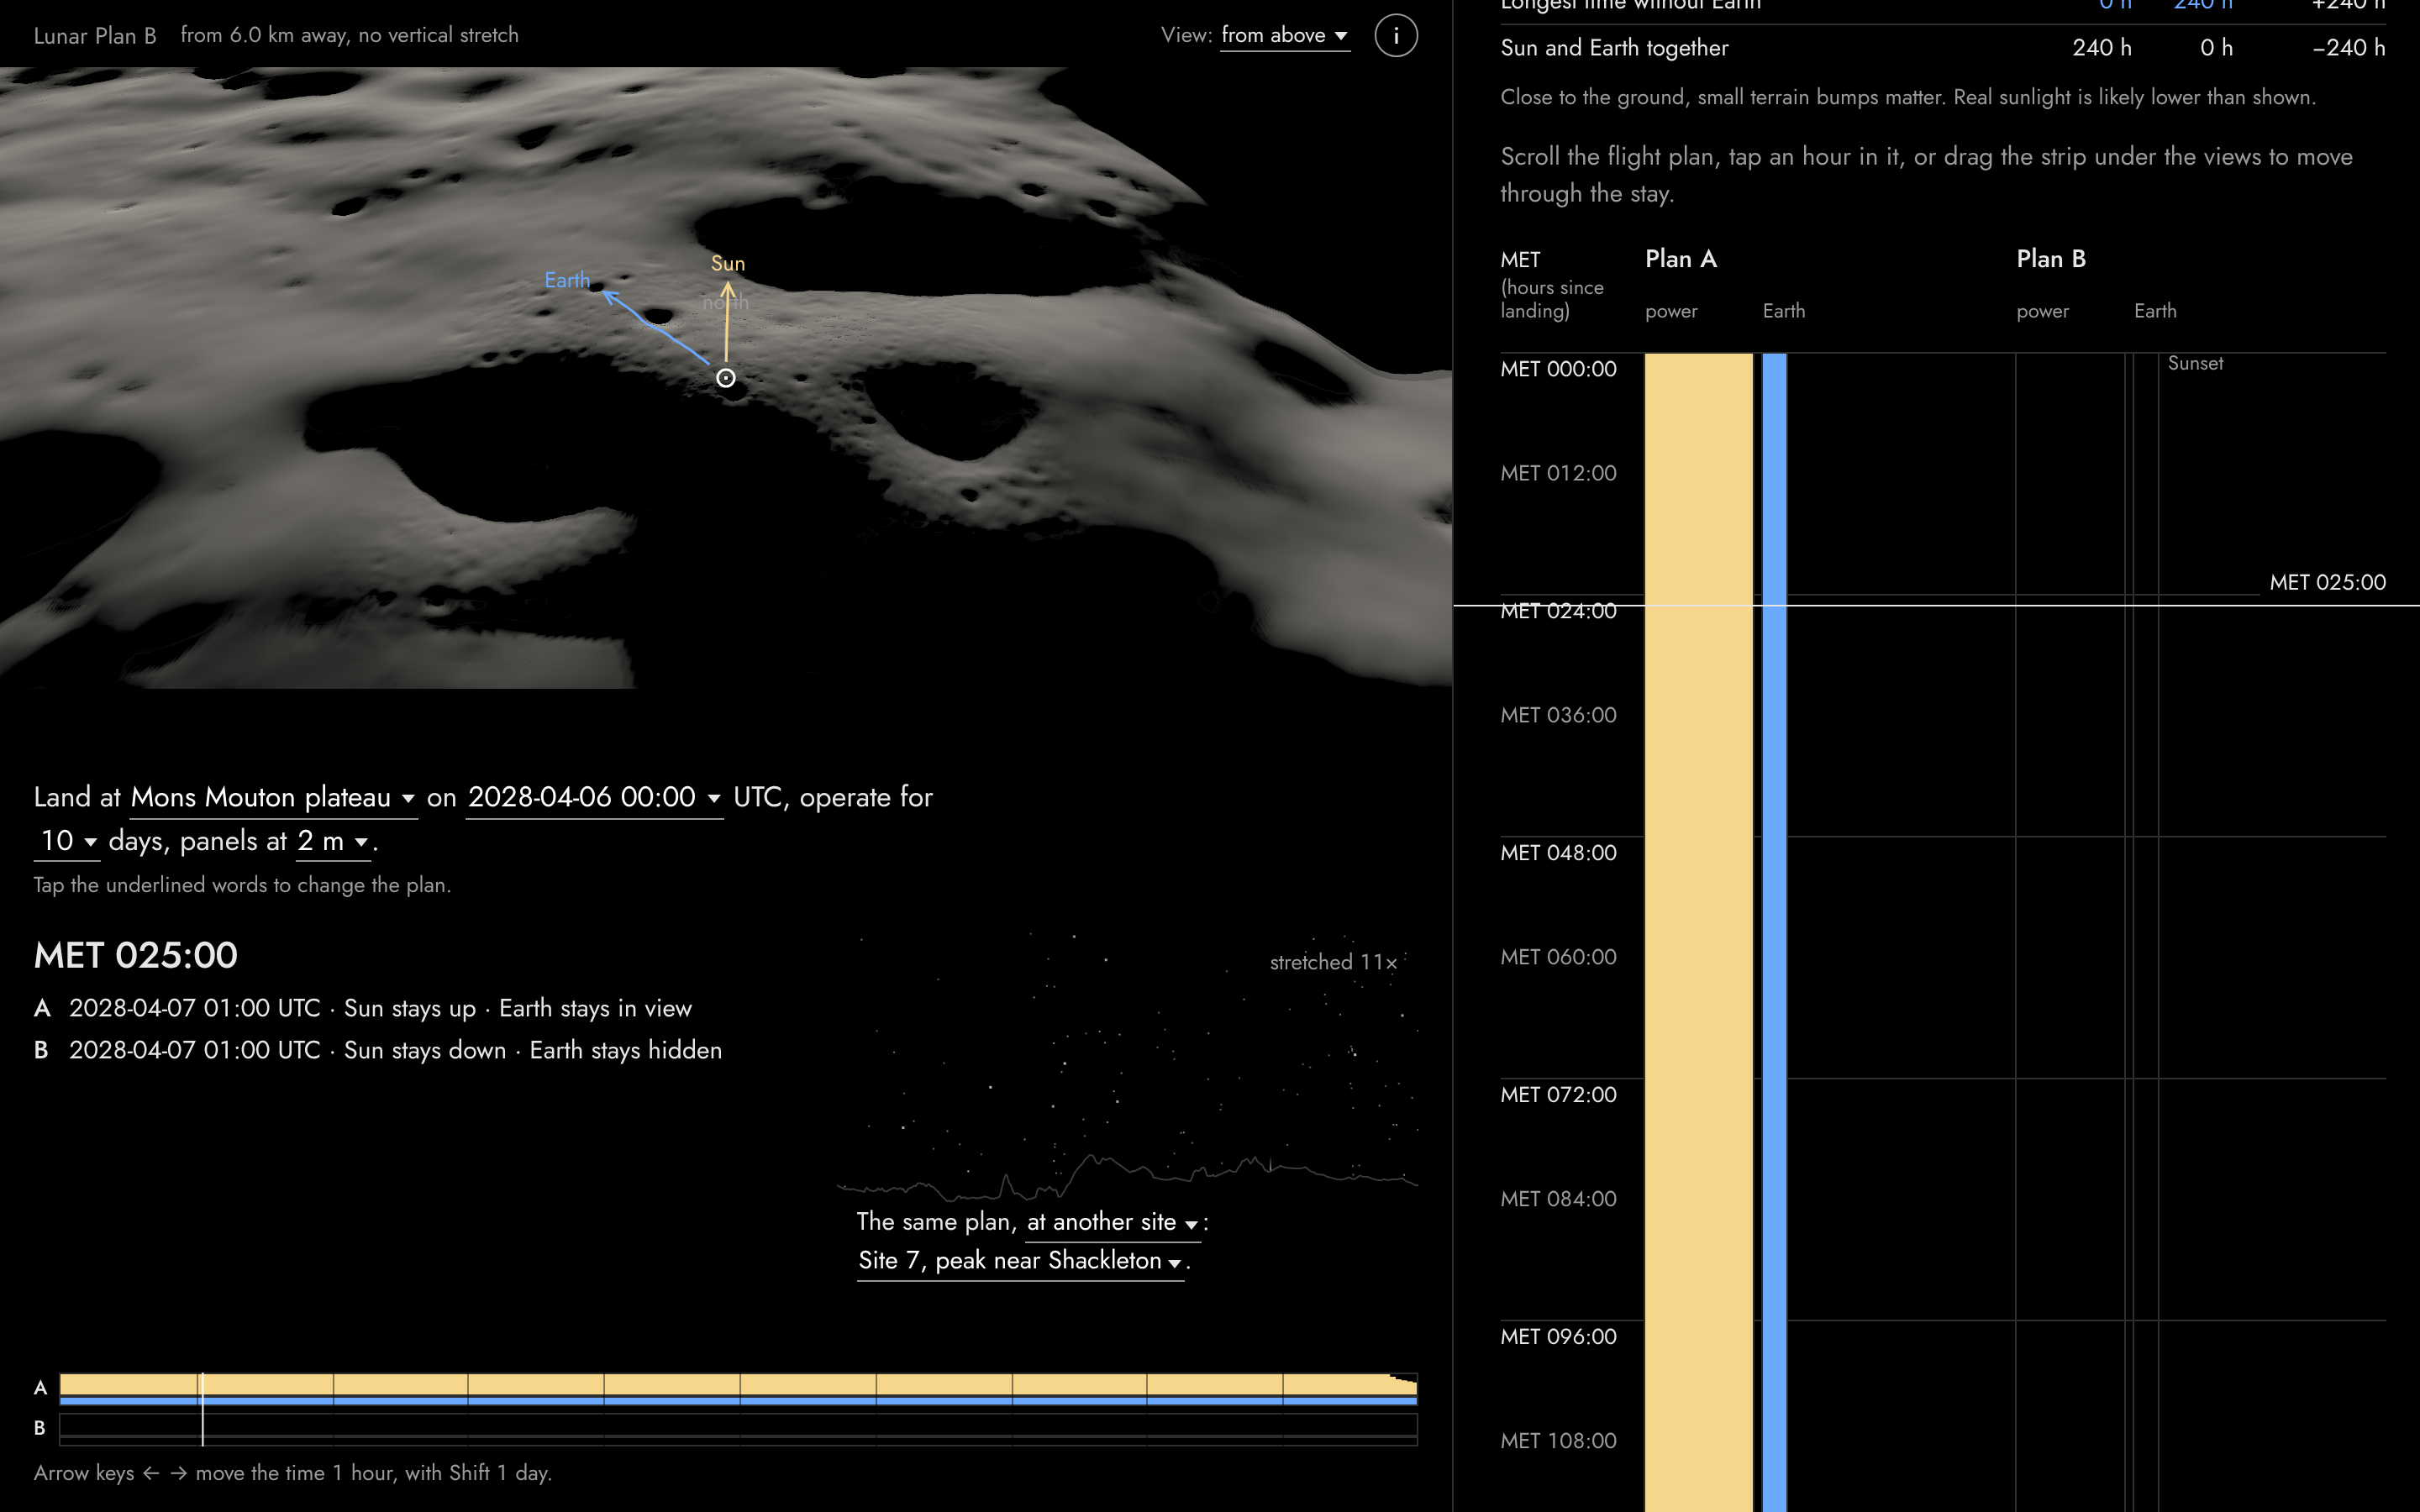 Lunar Plan B from 6.0 km away, no vertical stretch View: from above i
Sun
Earth
north
Land at Mons Mouton plateau on 2028-04-06 00:00 UTC, operate for
10 days, panels at 2 m.
Tap the underlined words to change the plan.
MET 025:00
stretched 11×
A 2028-04-07 01:00 UTC · Sun stays up · Earth stays in view
B 2028-04-07 01:00 UTC · Sun stays down · Earth stays hidden
The same plan, at another site:
Site 7, peak near Shackleton.
A
B
Arrow keys ← → move the time 1 hour, with Shift 1 day.
Longest time without Earth 0 h 240 h +240 h
Sun and Earth together 240 h 0 h −240 h
Close to the ground, small terrain bumps matter. Real sunlight is likely lower than shown.
Scroll the flight plan, tap an hour in it, or drag the strip under the views to move
through the stay.
MET Plan A Plan B
(hours since
landing) power Earth power Earth
MET 000:00 Sunset
MET 012:00
MET 025:00
MET 024:00
MET 036:00
MET 048:00
MET 060:00
MET 072:00
MET 084:00
MET 096:00
MET 108:00